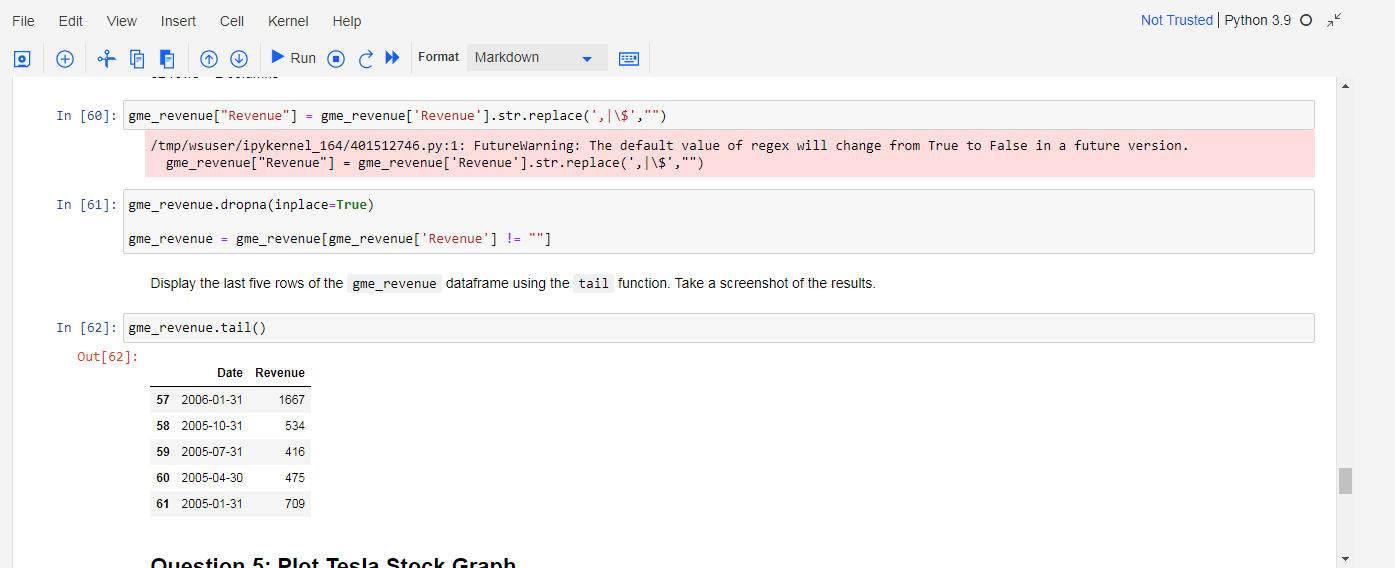 File Edit View Insert Cell Kernel Help Not Trusted Python 3.9
Run Format Markdown
In [60]: gme_revenue["Revenue"] = gme_revenue['Revenue'].str.replace(',|\$',"")
/tmp/wsuser/ipykernel_164/401512746.py:1: FutureWarning: The default value of regex will change from True to False in a future version.
gme_revenue["Revenue"] = gme_revenue['Revenue'].str.replace(',|\$',"")
In [61]: gme_revenue.dropna(inplace=True)
gme_revenue = gme_revenue[gme_revenue['Revenue'] != ""]
Display the last five rows of the gme_revenue dataframe using the tail function. Take a screenshot of the results.
In [62]: gme_revenue.tail()
Out[62]:
Date Revenue
57 2006-01-31 1667
58 2005-10-31 534
59 2005-07-31 416
60 2005-04-30 475
61 2005-01-31 709
Question 5: Plot Tesla Stock Graph